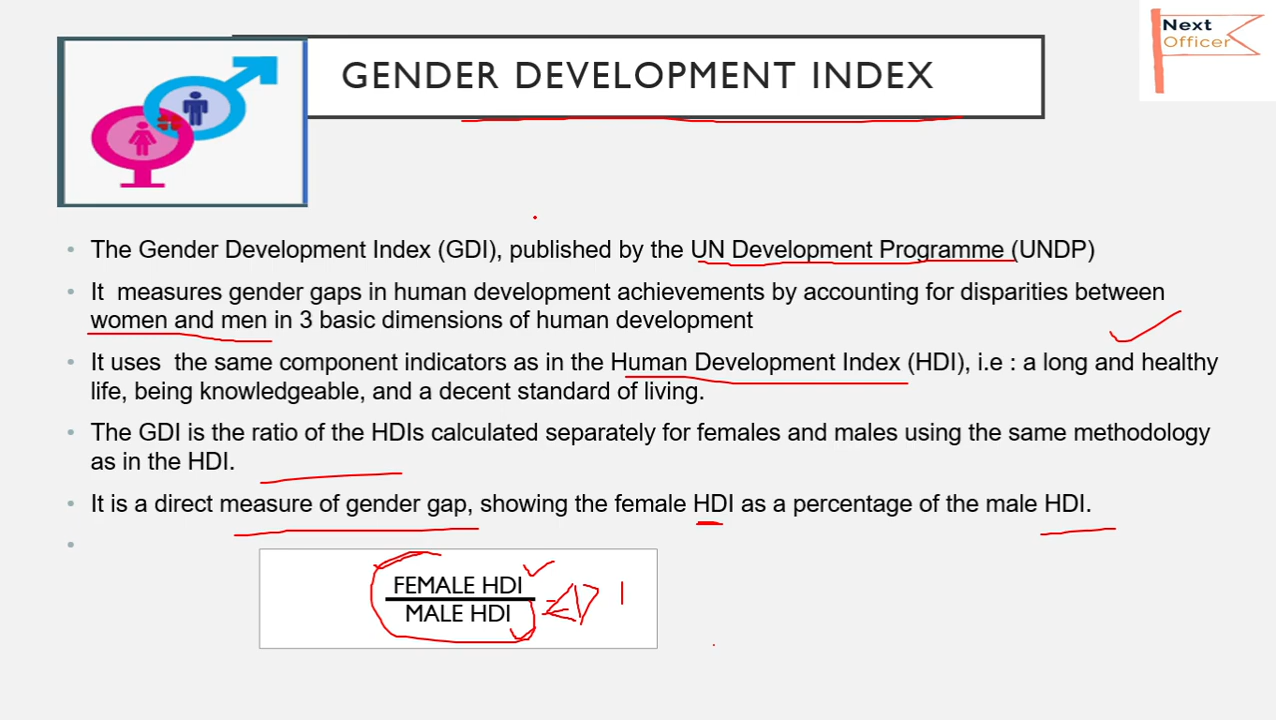 Next
Officer
GENDER DEVELOPMENT INDEX
The Gender Development Index (GDI), published by the UN Development Programme (UNDP)
It measures gender gaps in human development achievements by accounting for disparities between
women and men in 3 basic dimensions of human development
It uses the same component indicators as in the Human Development Index (HDI), i.e : a long and healthy
life, being knowledgeable, and a decent standard of living.
The GDI is the ratio of the HDIs calculated separately for females and males using the same methodology
as in the HDI.
It is a direct measure of gender gap, showing the female HDI as a percentage of the male HDI.
FEMALE HDI
MALE HDI